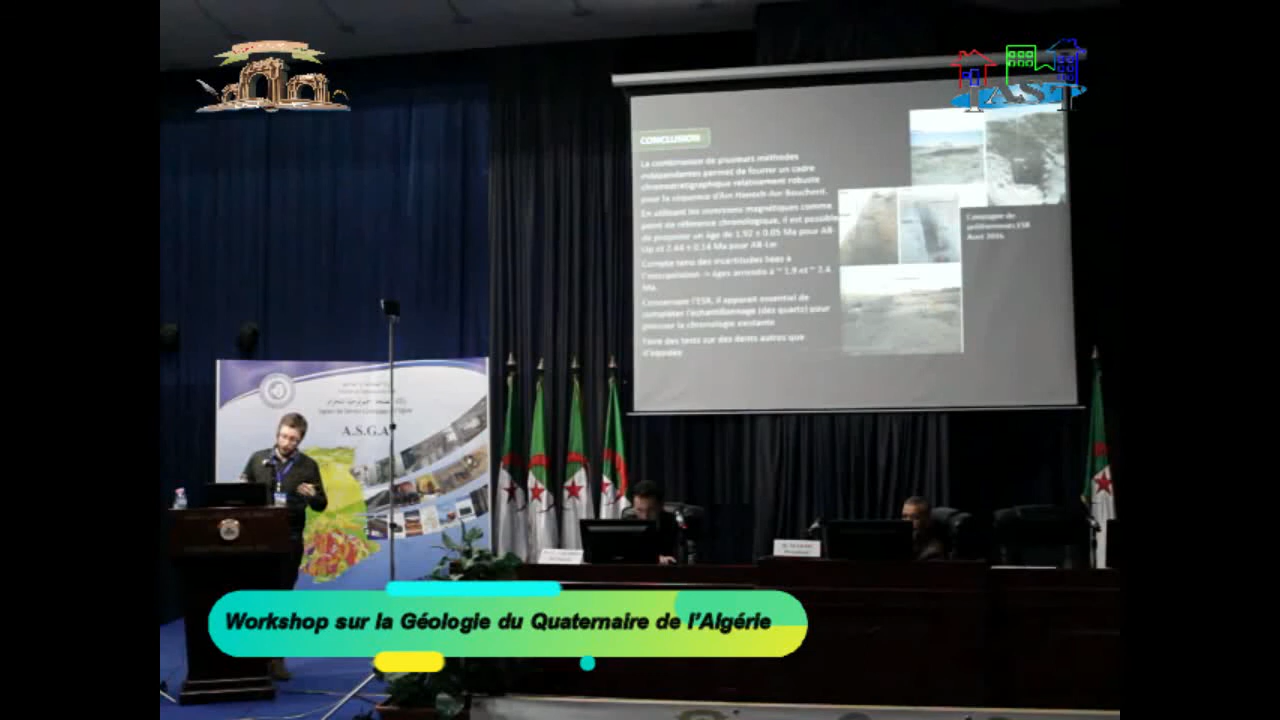 IAST
CONCLUSION
La combinaison de plusieurs méthodes
indépendantes permet de fournir un cadre
chronostratigraphique relativement robuste
pour la séquence d'Ain Hanech-Ain Boucherit.
En utilisant les inversions magnétiques comme
point de référence chronologique, il est possible
de proposer un âge de 1.92 ± 0.05 Ma pour AB-
Up et 2.44 ± 0.14 Ma pour AB-Lw.
Compte tenu des incertitudes liées à
l'extrapolation -> âges arrondis à ~ 1.9 et ~ 2.4
Ma.
Concernant l'ESR, il apparait essentiel de
compléter l'échantillonnage (des quartz) pour
préciser la chronologie existante
Faire des tests sur des dents autres que
d'équidés
Campagne de
prélèvements ESR
Avril 2016
A.S.G.A
Workshop sur la Géologie du Quaternaire de l'Algérie